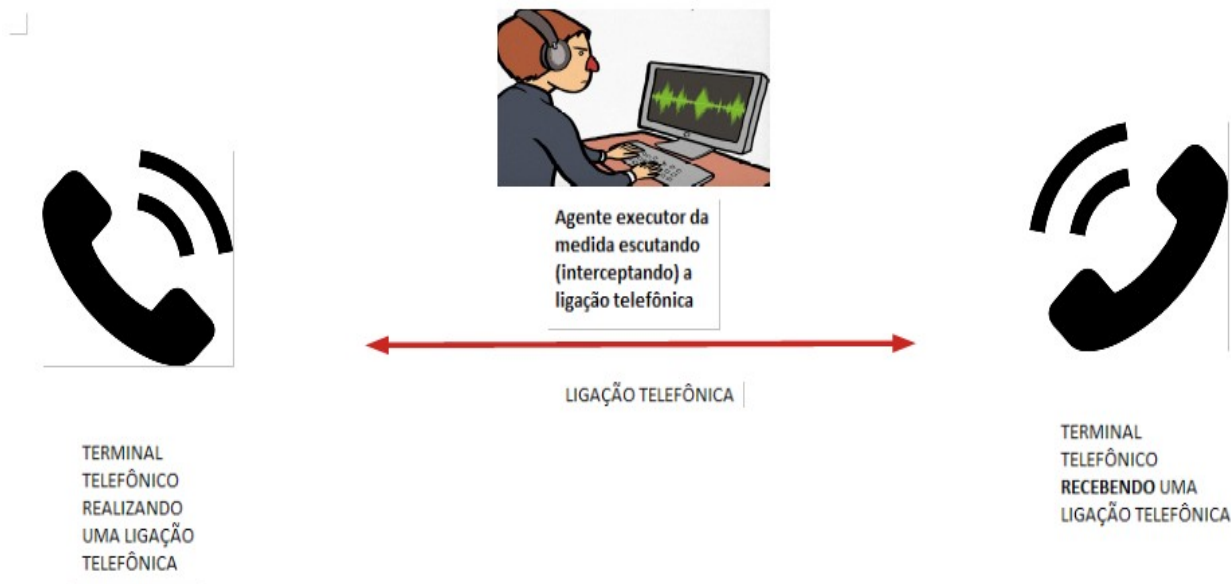 Agente executor da
medida escutando
(interceptando) a
ligação telefônica
LIGAÇÃO TELEFÔNICA
TERMINAL
TELEFÔNICO
REALIZANDO
UMA LIGAÇÃO
TELEFÔNICA
TERMINAL
TELEFÔNICO
RECEBENDO UMA
LIGAÇÃO TELEFÔNICA